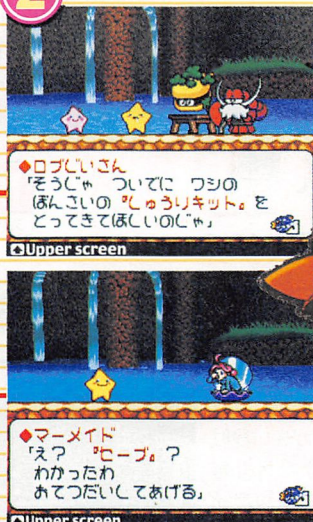 2
◆ロブじいさん
「そうじゃ ついでに ワシの
ぼんさいの 『しゅうりキット』を
とってきてほしいのじゃ」
Upper screen
◆マーメイド
「え? 『セーブ』?
わかったわ
おてつだいしてあげる」
Upper screen